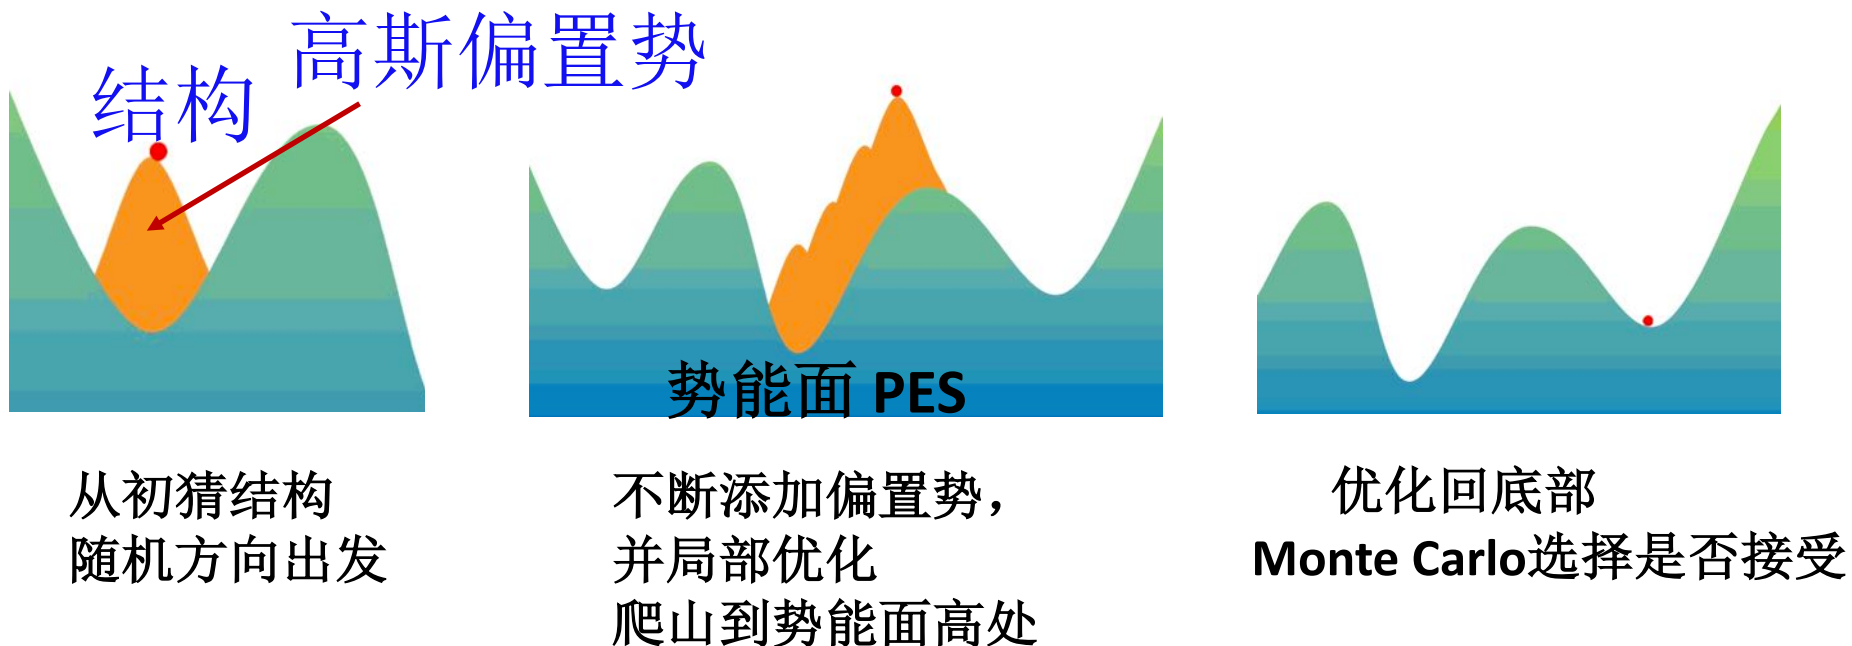 高斯偏置势
结构
势能面 PES
从初猜结构
随机方向出发
不断添加偏置势，
并局部优化
爬山到势能面高处
优化回底部
Monte Carlo选择是否接受